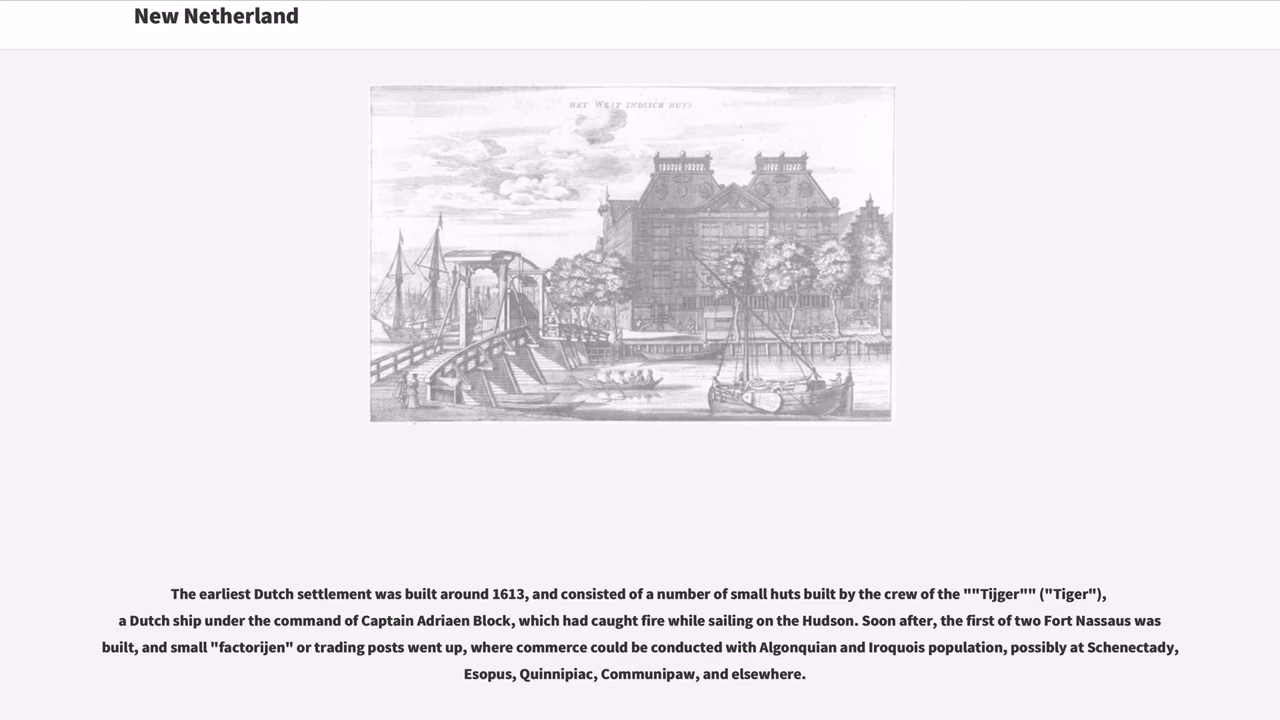 New Netherland
HET WEST INDISCH HUYS.
The earliest Dutch settlement was built around 1613, and consisted of a number of small huts built by the crew of the ""Tijger"" ("Tiger"),
a Dutch ship under the command of Captain Adriaen Block, which had caught fire while sailing on the Hudson. Soon after, the first of two Fort Nassaus was
built, and small "factorijen" or trading posts went up, where commerce could be conducted with Algonquian and Iroquois population, possibly at Schenectady,
Esopus, Quinnipiac, Communipaw, and elsewhere.